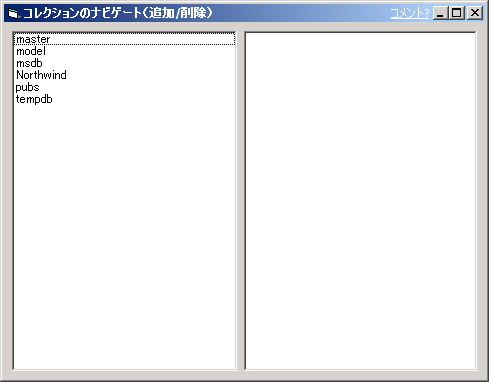 コレクションのナビゲート(追加/削除)
コメント?
master
model
msdb
Northwind
pubs
tempdb